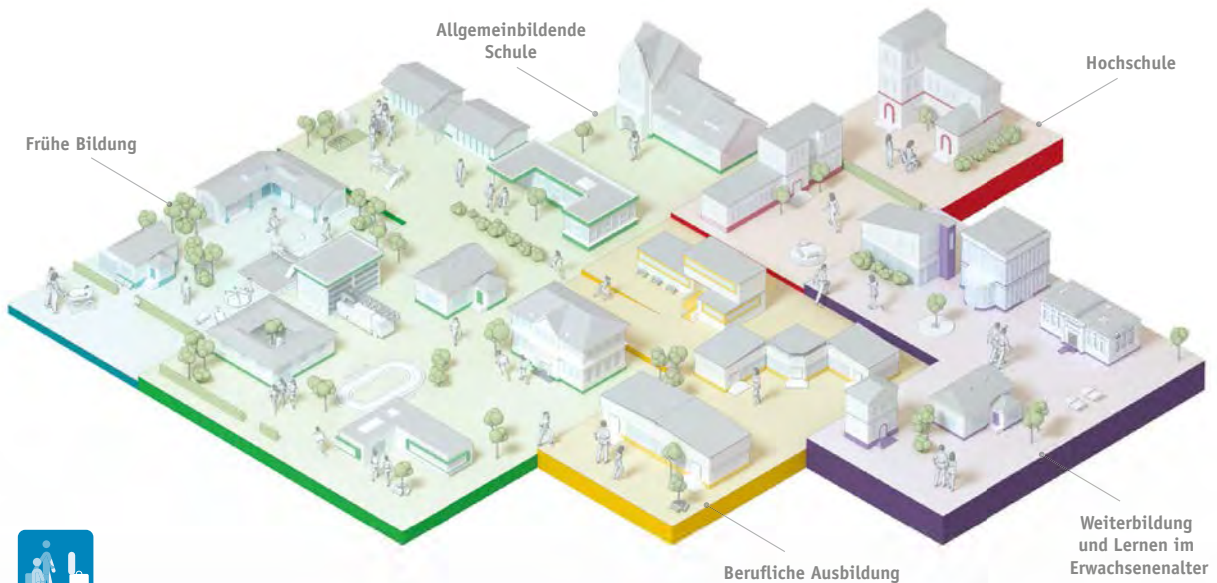 Allgemeinbildende
Schule
Hochschule
Frühe Bildung
Weiterbildung
und Lernen im
Erwachsenenalter
Berufliche Ausbildung